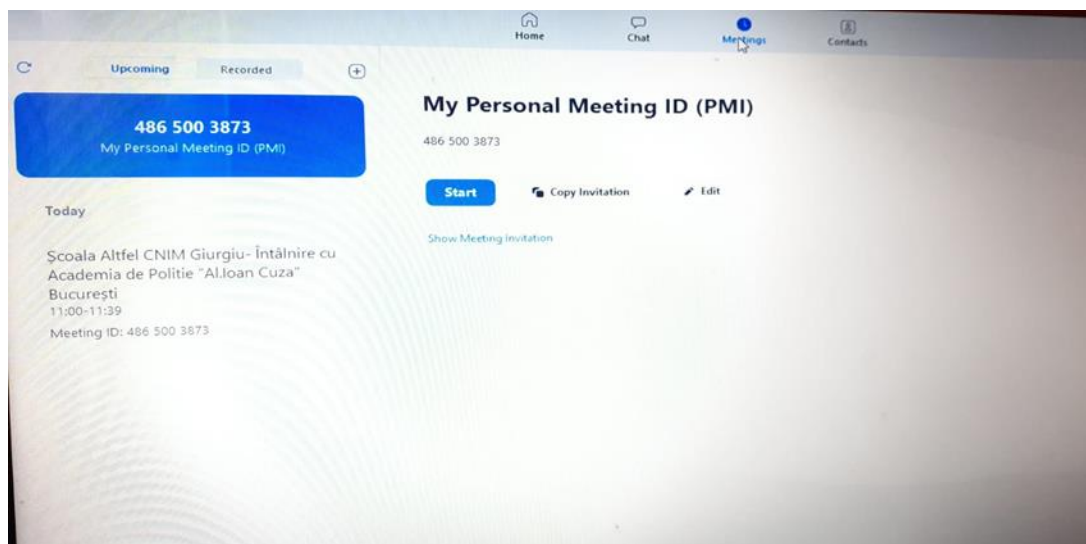 Home
Chat
Meetings
Contacts
Upcoming
Recorded
486 500 3873
My Personal Meeting ID (PMI)
Today
Școala Altfel CNIM Giurgiu- Întâlnire cu
Academia de Politie "Al.Ioan Cuza"
București
11:00-11:39
Meeting ID: 486 500 3873
My Personal Meeting ID (PMI)
486 500 3873
Start
Copy Invitation
Edit
Show Meeting Invitation